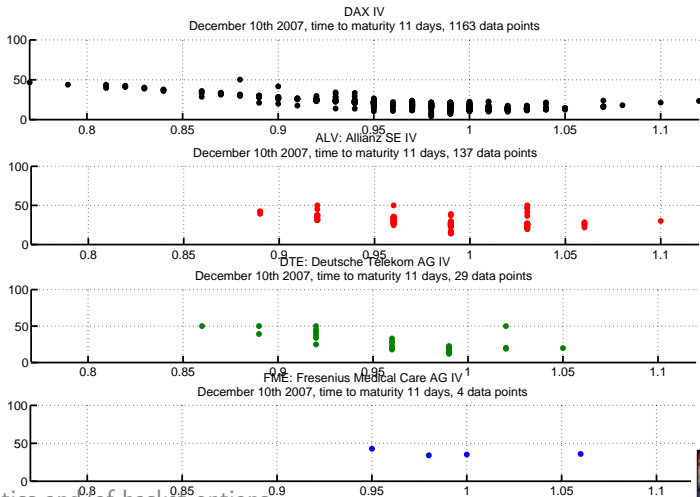 DAX IV
December 10th 2007, time to maturity 11 days, 1163 data points
100
50
0
0.8 0.85 0.9 0.95 1 1.05 1.1
ALV: Allianz SE IV
December 10th 2007, time to maturity 11 days, 137 data points
100
50
0
0.8 0.85 0.9 0.95 1 1.05 1.1
DTE: Deutsche Telekom AG IV
December 10th 2007, time to maturity 11 days, 29 data points
100
50
0
0.8 0.85 0.9 0.95 1 1.05 1.1
FME: Fresenius Medical Care AG IV
December 10th 2007, time to maturity 11 days, 4 data points
100
50
0
0.8 0.85 0.9 0.95 1 1.05 1.1